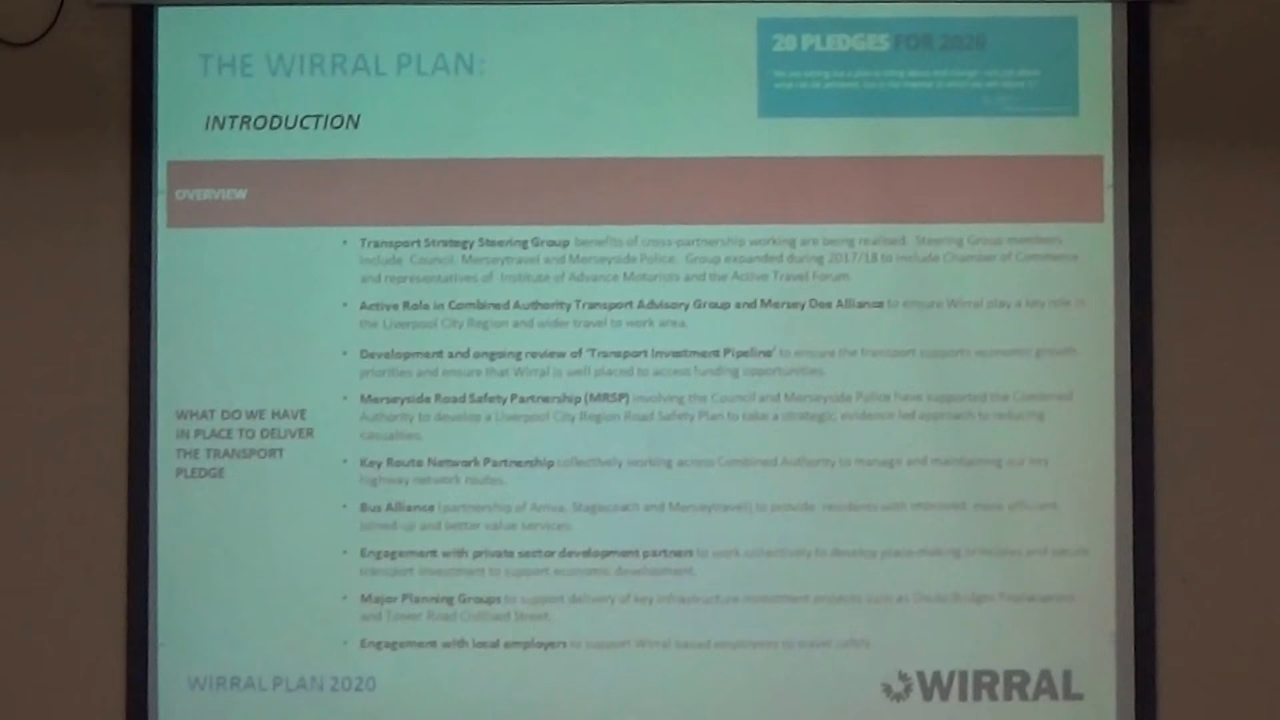 THE WIRRAL PLAN:
20 PLEDGES FOR 2020
INTRODUCTION
OVERVIEW
Transport Strategy Steering Group benefits of cross-partnership working are being realised. Steering Group members
include Council, Merseytravel and Merseyside Police. Group expanded during 2017/18 to include Chamber of Commerce
and representatives of Institute of Advance Motorists and the Active Travel Forum
Active Role in Combined Authority Transport Advisory Group and Mersey Dee Alliance to ensure Wirral play a key role in
the Liverpool City Region and wider travel to work area.
Development and ongoing review of 'Transport Investment Pipeline' to ensure the transport supports economic growth
priorities and ensure that Wirral is well placed to access funding opportunities.
Merseyside Road Safety Partnership (MRSP) involving the Council and Merseyside Police have supported the Combined
Authority to develop a Liverpool City Region Road Safety Plan to take a strategic evidence led approach to reducing
casualties.
WHAT DO WE HAVE
IN PLACE TO DELIVER
THE TRANSPORT
PLEDGE
Key Route Network Partnership collectively working across Combined Authority to manage and maintaining our key
highway network routes.
Bus Alliance (partnership of Arriva, Stagecoach and Merseytravel) to provide residents with improved, more efficient,
joined up and better value services.
Engagement with private sector development partners to work collectively to develop place-making principles and secure
transport investment to support economic development.
Major Planning Groups to support delivery of key infrastructure investment projects such as
and Tower Road Street.
Engagement with local employers to support Wirral based employees to travel safely
WIRRAL PLAN 2020
WIRRAL